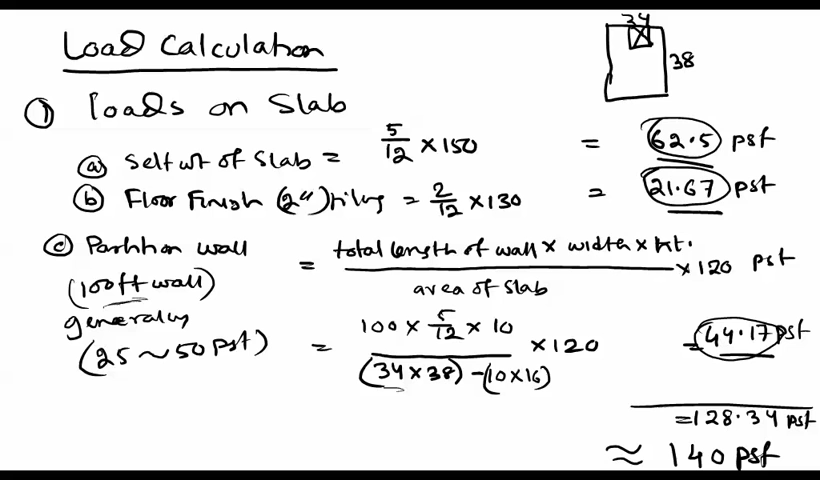 34
38
Load Calculation
① loads on Slab
ⓐ Self wt of Slab = 5/12 × 150 = 62.5 psf
ⓑ Floor Finish (2") tiling = 2/12 × 130 = 21.67 psf
ⓒ Partition wall (100ft wall) = total length of wall × width × ht. / area of slab × 120 psf
generally (25 ~ 50 psf) = 100 × 5/12 × 10 / (34 × 38) - (10 × 16) × 120 = 44.17 psf
= 128.34 psf
≈ 140 psf